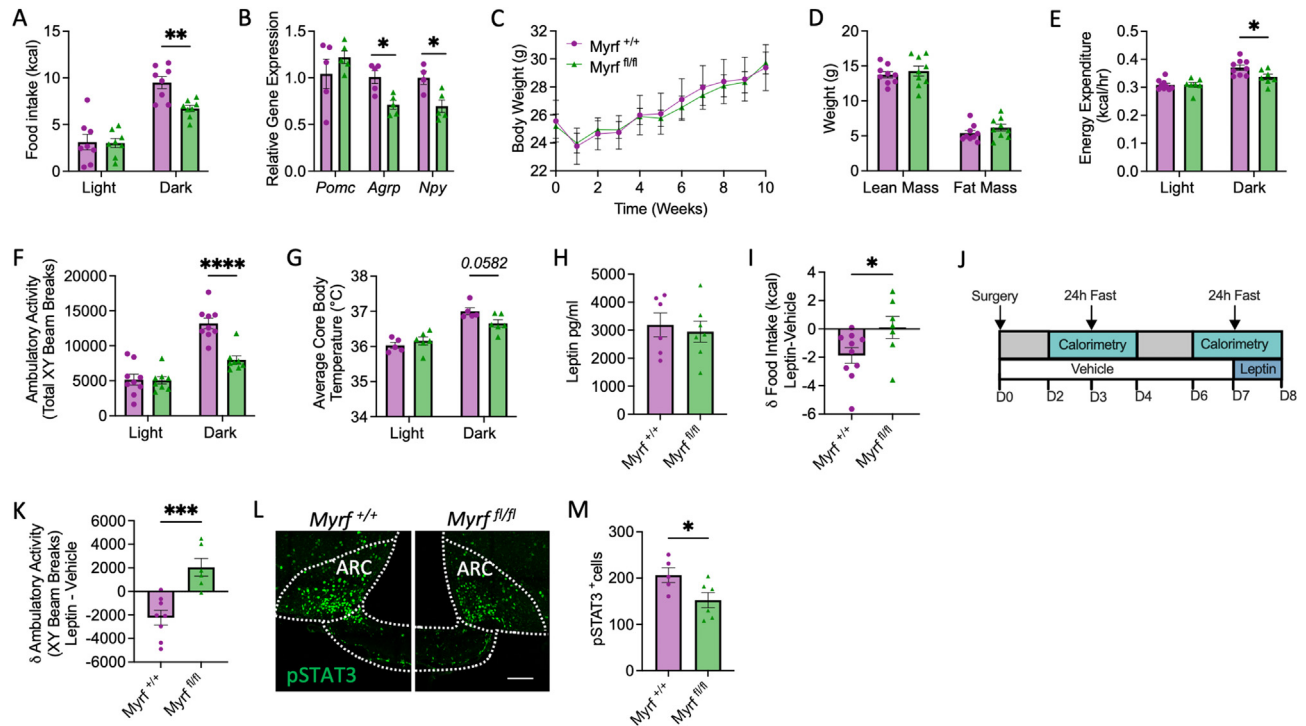 A
Food intake (kcal)
15
10
5
0
**
Light
Dark
B
Relative Gene Expression
1.5
1.0
0.5
0.0
*
*
Pomc
Agrp
Npy
C
Body Weight (g)
32
30
28
26
24
22
Myrf +/+
Myrf fl/fl
0
2
4
6
8
10
Time (Weeks)
D
Weight (g)
20
15
10
5
0
Lean Mass
Fat Mass
E
Energy Expenditure
(kcal/hr)
0.5
0.4
0.3
0.2
0.1
0.0
*
Light
Dark
F
Ambulatory Activity
(Total XY Beam Breaks)
20000
15000
10000
5000
0
****
Light
Dark
G
Average Core Body
Temperature (°C)
38
37
36
35
34
0.0582
Light
Dark
H
Leptin pg/ml
5000
4000
3000
2000
1000
0
Myrf +/+
Myrf fl/fl
I
δ Food Intake (kcal)
Leptin-Vehicle
4
2
0
-2
-4
-6
*
Myrf +/+
Myrf fl/fl
J
Surgery
24h Fast
24h Fast
Calorimetry
Calorimetry
Vehicle
Leptin
D0
D2
D3
D4
D6
D7
D8
K
δ Ambulatory Activity
(XY Beam Breaks)
Leptin - Vehicle
6000
4000
2000
0
-2000
-4000
-6000
***
Myrf +/+
Myrf fl/fl
L
Myrf +/+
Myrf fl/fl
ARC
ARC
pSTAT3
M
pSTAT3 +cells
300
200
100
0
*
Myrf +/+
Myrf fl/fl